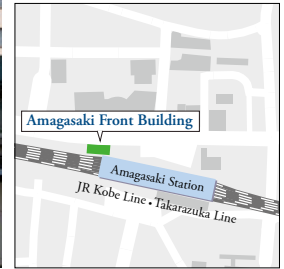 Amagasaki Front Building
Amagasaki Station
JR Kobe Line • Takarazuka Line